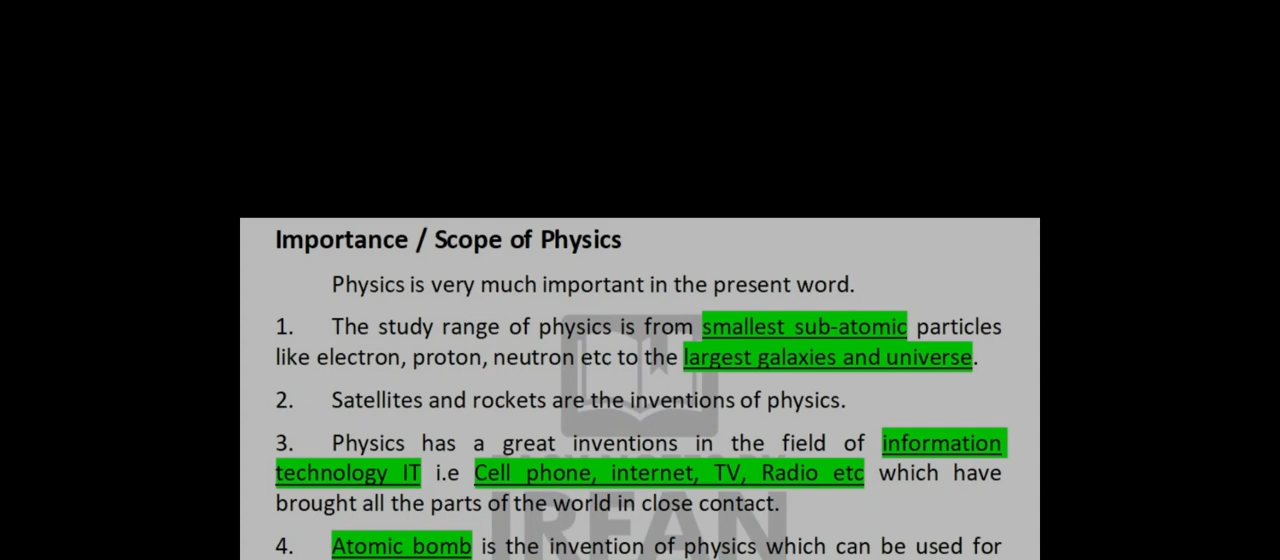 Importance / Scope of Physics
Physics is very much important in the present word.
1. The study range of physics is from smallest sub-atomic particles
like electron, proton, neutron etc to the largest galaxies and universe.
2. Satellites and rockets are the inventions of physics.
3. Physics has a great inventions in the field of information
technology IT i.e Cell phone, internet, TV, Radio etc which have
brought all the parts of the world in close contact.
IRFAN
4. Atomic bomb is the invention of physics which can be used for